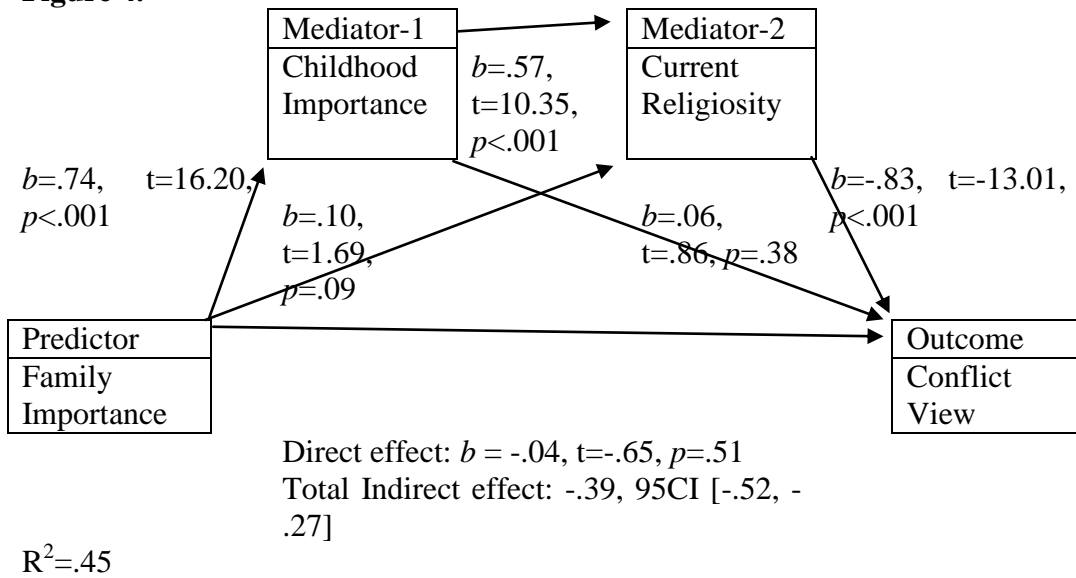 Mediator-1
Childhood
Importance
b=.57,
t=10.35,
p<.001
Mediator-2
Current
Religiosity
b=.74, t=16.20,
p<.001
b=.10,
t=1.69,
p=.09
b=.06,
t=.86, p=.38
b=-.83, t=-13.01,
p<.001
Predictor
Family
Importance
Outcome
Conflict
View
Direct effect: b = -.04, t=-.65, p=.51
Total Indirect effect: -.39, 95CI [-.52, -
.27]
R²=.45